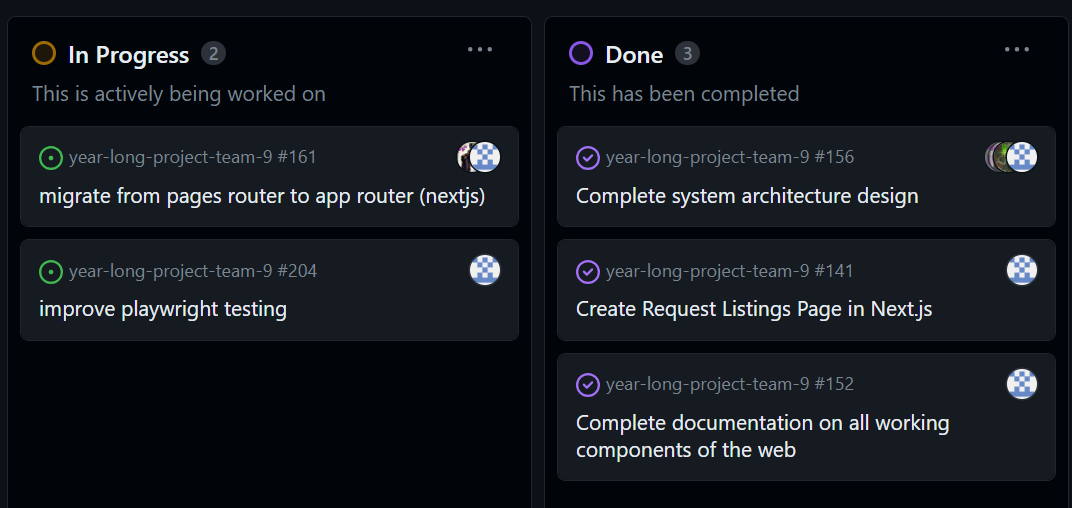 In Progress 2
This is actively being worked on
year-long-project-team-9 #161
migrate from pages router to app router (nextjs)
year-long-project-team-9 #204
improve playwright testing
Done 3
This has been completed
year-long-project-team-9 #156
Complete system architecture design
year-long-project-team-9 #141
Create Request Listings Page in Next.js
year-long-project-team-9 #152
Complete documentation on all working
components of the web